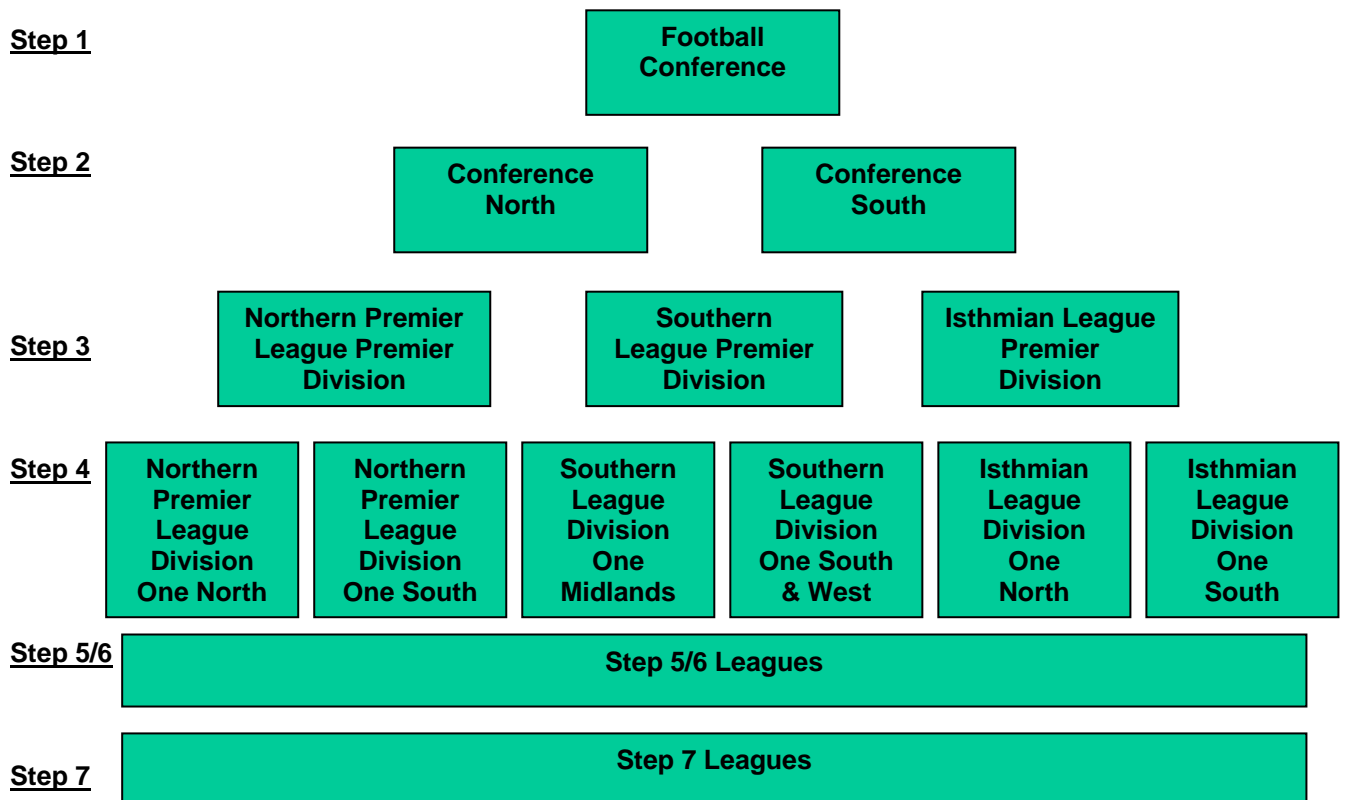 Step 1
Football
Conference
Step 2
Conference
North
Conference
South
Step 3
Northern Premier
League Premier
Division
Southern
League Premier
Division
Isthmian League
Premier
Division
Step 4
Northern
Premier
League
Division
One North
Northern
Premier
League
Division
One South
Southern
League
Division
One
Midlands
Southern
League
Division
One South
& West
Isthmian
League
Division
One
North
Isthmian
League
Division
One
South
Step 5/6
Step 5/6 Leagues
Step 7
Step 7 Leagues